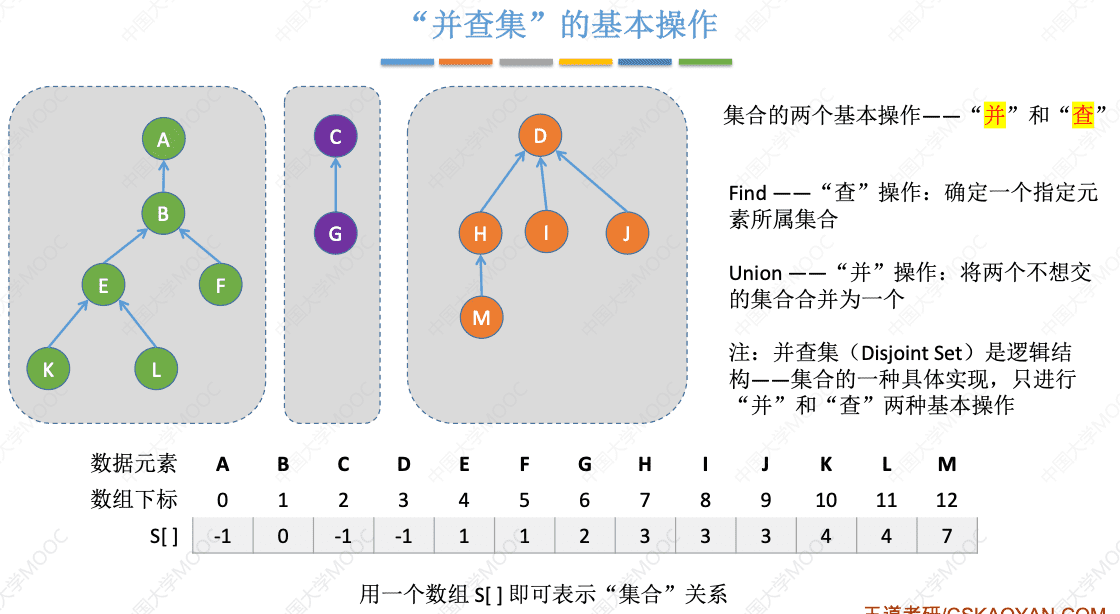 “并查集”的基本操作
A
B
E
F
K
L
C
G
D
H
I
J
M
集合的两个基本操作——“并”和“查”
Find ——“查”操作：确定一个指定元
素所属集合
Union ——“并”操作：将两个不想交
的集合合并为一个
注：并查集（Disjoint Set）是逻辑结
构——集合的一种具体实现，只进行
“并”和“查”两种基本操作
数据元素 A B C D E F G H I J K L M
数组下标 0 1 2 3 4 5 6 7 8 9 10 11 12
S[ ] -1 0 -1 -1 1 1 2 3 3 3 4 4 7
用一个数组 S[ ] 即可表示“集合”关系
王道考研/CSKAOYAN.COM
中国大学MOOC